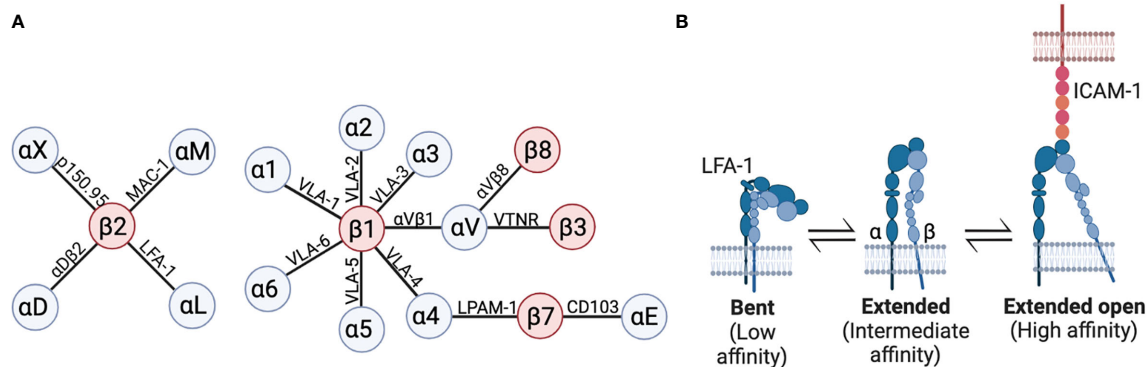 A
αX
p150.95
MAC-1
αM
β2
αDβ2
LFA-1
αD
αL
α2
α1
α3
VLA-1
VLA-2
VLA-3
β8
αVβ8
β1
αVβ1
αV
VTNR
β3
VLA-6
VLA-5
VLA-4
α6
α5
α4
LPAM-1
β7
CD103
αE
B
ICAM-1
LFA-1
α
β
Bent
(Low
affinity)
Extended
(Intermediate
affinity)
Extended open
(High affinity)